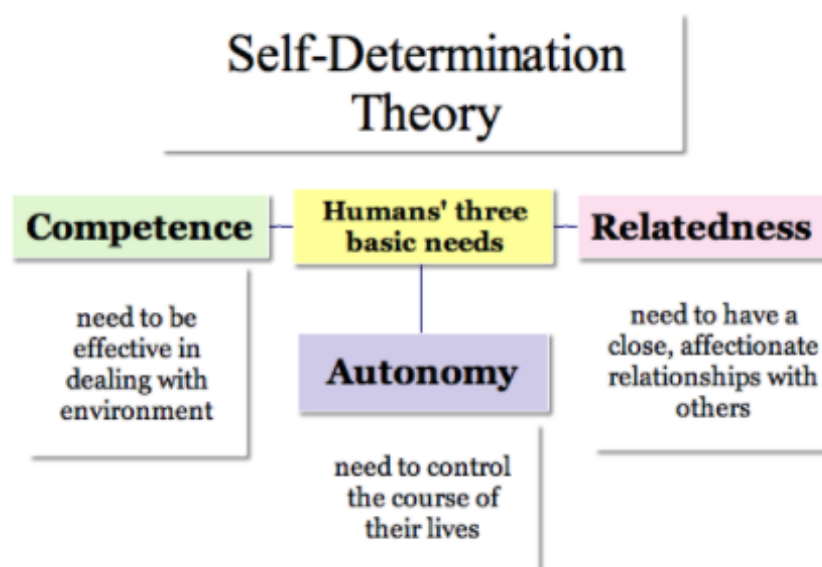 Self-Determination
Theory
Competence
Humans' three
basic needs
Relatedness
need to be
effective in
dealing with
environment
Autonomy
need to control
the course of
their lives
need to have a
close, affectionate
relationships with
others